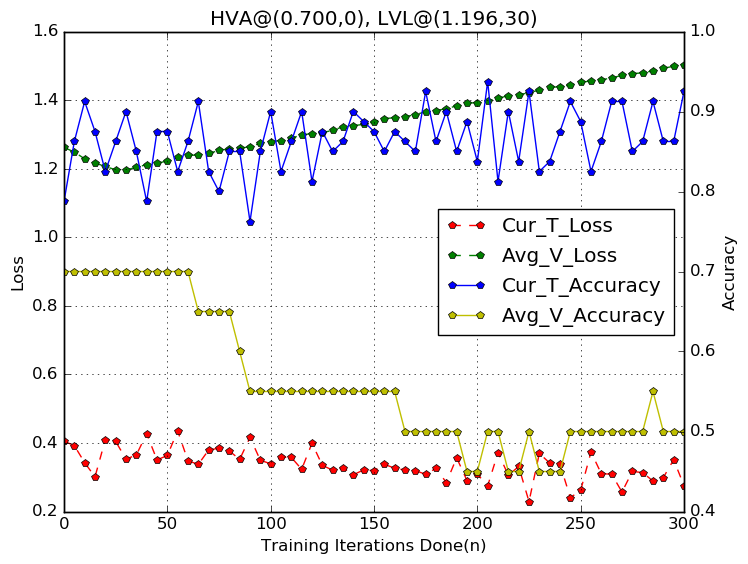 HVA@(0.700,0), LVL@(1.196,30)
1.6
1.4
1.2
1.0
0.8
0.6
0.4
0.2
Loss
1.0
0.9
0.8
0.7
0.6
0.5
0.4
Accuracy
Cur_T_Loss
Avg_V_Loss
Cur_T_Accuracy
Avg_V_Accuracy
0 50 100 150 200 250 300
Training Iterations Done(n)